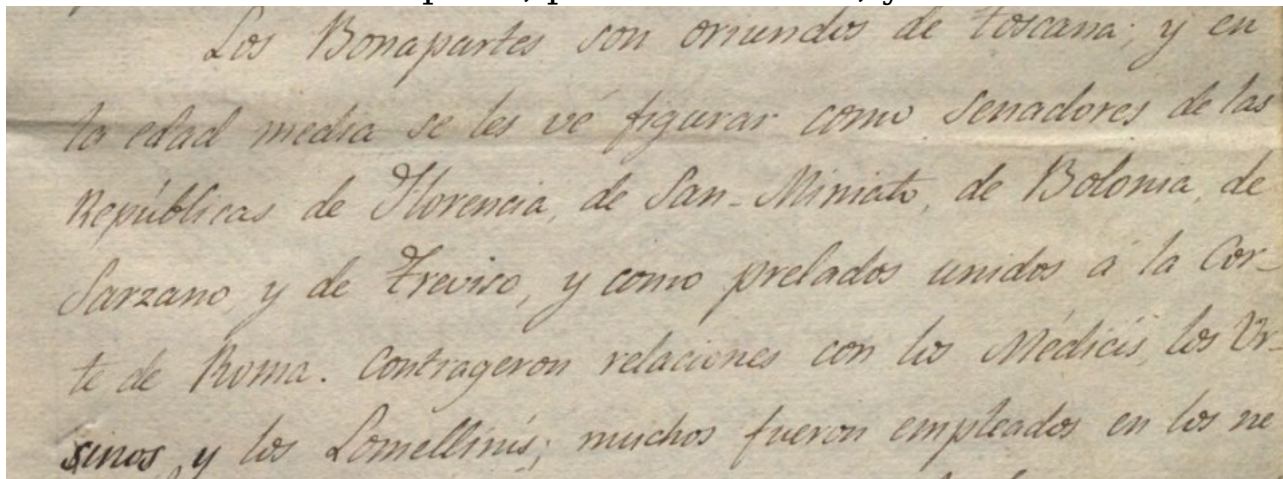 Los Bonapartes son oriundos de Toscana; y en
la edad media se les vé figurar como Senadores de las
Repúblicas de Florencia, de San-Miniato, de Bolonia, de
Sarzano y de Treviso, y como prelados unidos á la Cor-
te de Roma. Contrageron relaciones con los Médicis, los Ur-
sinos y los Lomellinis; muchos fueron empleados en los ne